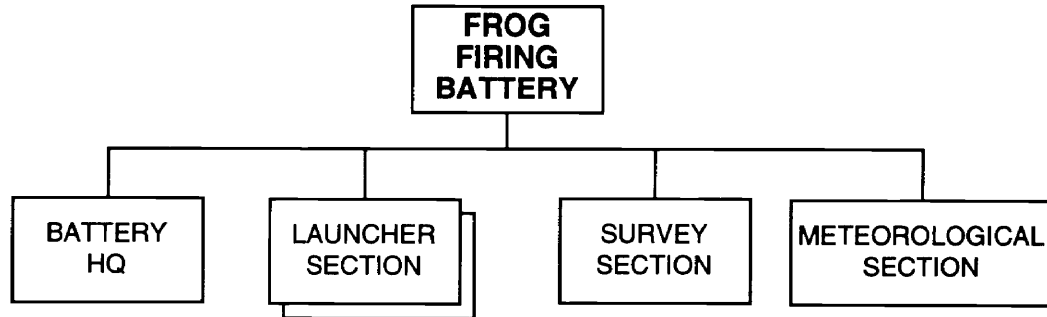 FROG
FIRING
BATTERY
BATTERY
HQ
LAUNCHER
SECTION
SURVEY
SECTION
METEOROLOGICAL
SECTION